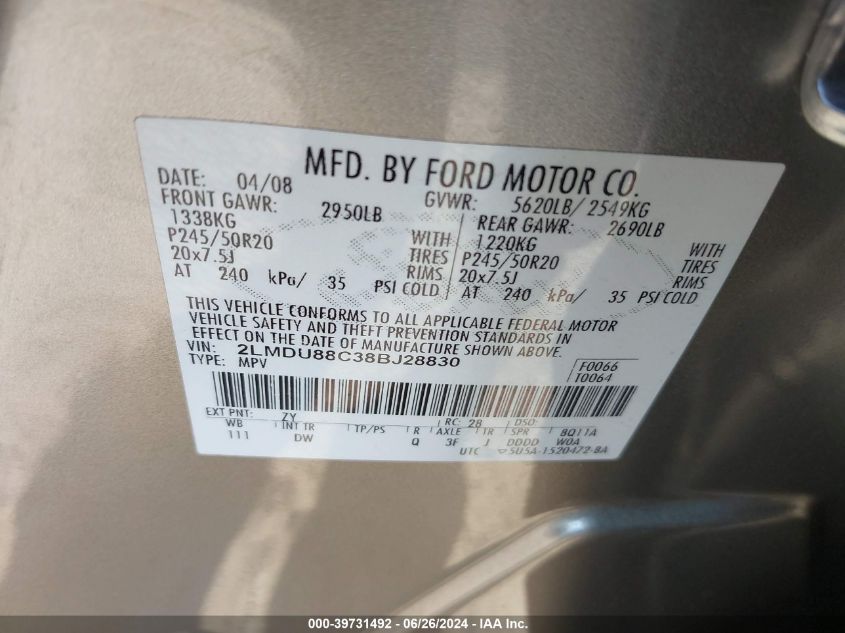 MFD. BY FORD MOTOR CO.
DATE: 04/08 GVWR: 5620LB/ 2549KG
FRONT GAWR: 2950LB REAR GAWR: 2690LB
1338KG WITH 1220KG WITH
P245/50R20 TIRES P245/50R20 TIRES
20x7.5J RIMS 20x7.5J RIMS
AT 240 kPa/ 35 PSI COLD AT 240 kPa/ 35 PSI COLD
THIS VEHICLE CONFORMS TO ALL APPLICABLE FEDERAL MOTOR
VEHICLE SAFETY AND THEFT PREVENTION STANDARDS IN
EFFECT ON THE DATE OF MANUFACTURE SHOWN ABOVE.
VIN: 2LMDU88C38BJ28830
TYPE: MPV F0066
T0064
EXT PNT: ZY RC: 28 DSO:
WB INT TR TP/PS R AXLE TR SPR 8Q11A
111 DW Q 3F J DDDD W0A
UTC 5U5A-1520472-BA
000-39731492 - 06/26/2024 - IAA Inc.